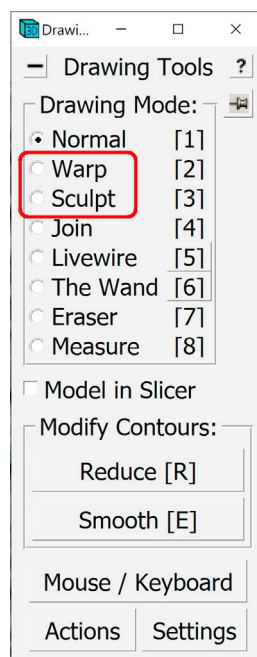 3D Drawi...
Drawing Tools ?
Drawing Mode:
Normal [1]
Warp [2]
Sculpt [3]
Join [4]
Livewire [5]
The Wand [6]
Eraser [7]
Measure [8]
Model in Slicer
Modify Contours:
Reduce [R]
Smooth [E]
Mouse / Keyboard
Actions Settings